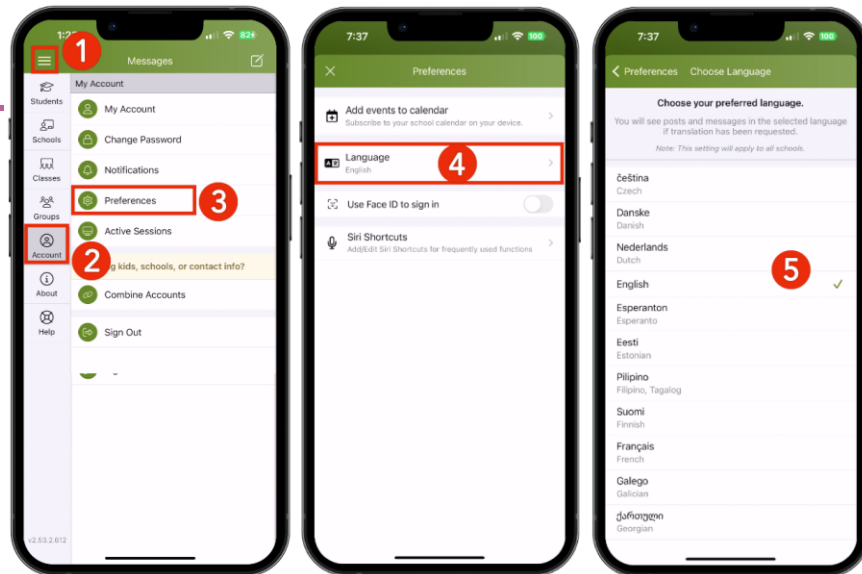 1:2
82
1
Messages
Students
Schools
Classes
Groups
Account
2
About
Help
v2.53.2.612
My Account
My Account
Change Password
Notifications
Preferences
3
Active Sessions
kids, schools, or contact info?
Combine Accounts
Sign Out
7:37
100
Preferences
Add events to calendar
Subscribe to your school calendar on your device.
Language
English
4
Use Face ID to sign in
Siri Shortcuts
Add/Edit Siri Shortcuts for frequently used functions
7:37
100
Preferences
Choose Language
Choose your preferred language.
You will see posts and messages in the selected language
if translation has been requested.
Note: This setting will apply to all schools.
čeština
Czech
Danske
Danish
Nederlands
Dutch
5
English
Esperanton
Esperanto
Eesti
Estonian
Pilipino
Filipino, Tagalog
Suomi
Finnish
Français
French
Galego
Galician
ქართული
Georgian